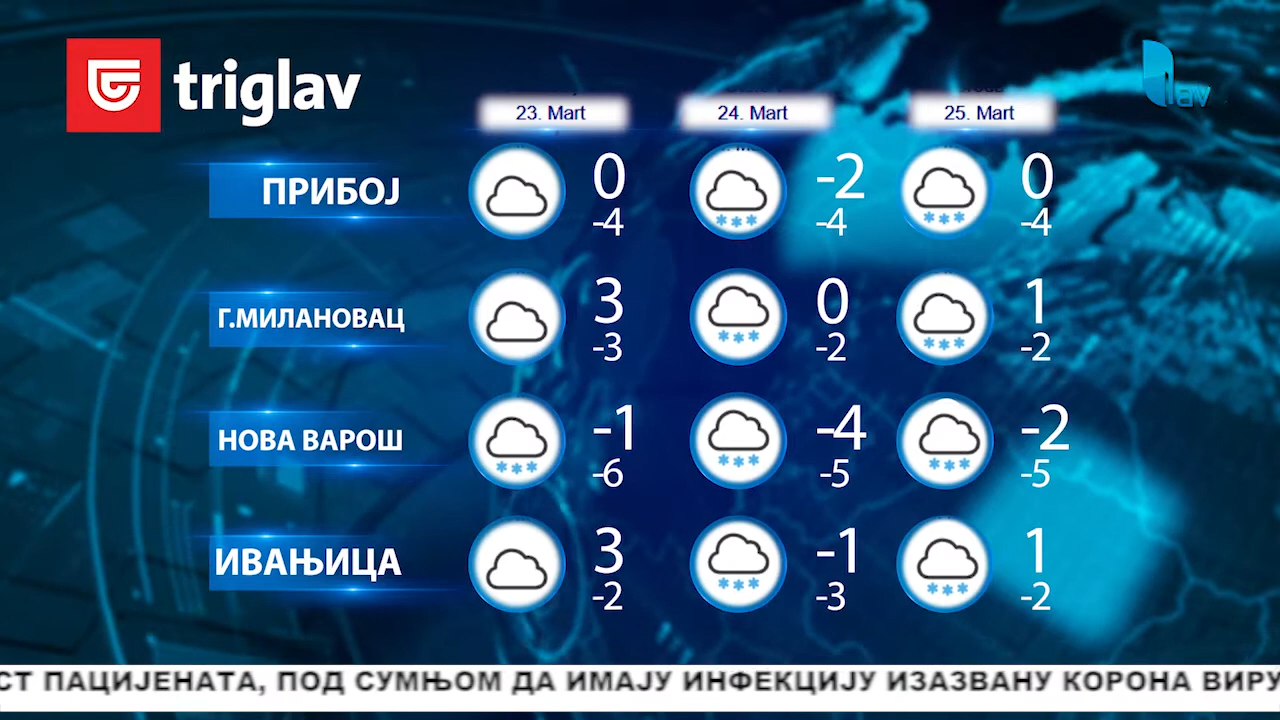 triglav
lav
23. Mart 24. Mart 25. Mart
ПРИБОЈ 0 -4 -2 -4 0 -4
Г.МИЛАНОВАЦ 3 -3 0 -2 1 -2
НОВА ВАРОШ -1 -6 -4 -5 -2 -5
ИВАЊИЦА 3 -2 -1 -3 1 -2
СТ ПАЦИЈЕНАТА, ПОД СУМЊОМ ДА ИМАЈУ ИНФЕКЦИЈУ ИЗАЗВАНУ КОРОНА ВИРУ